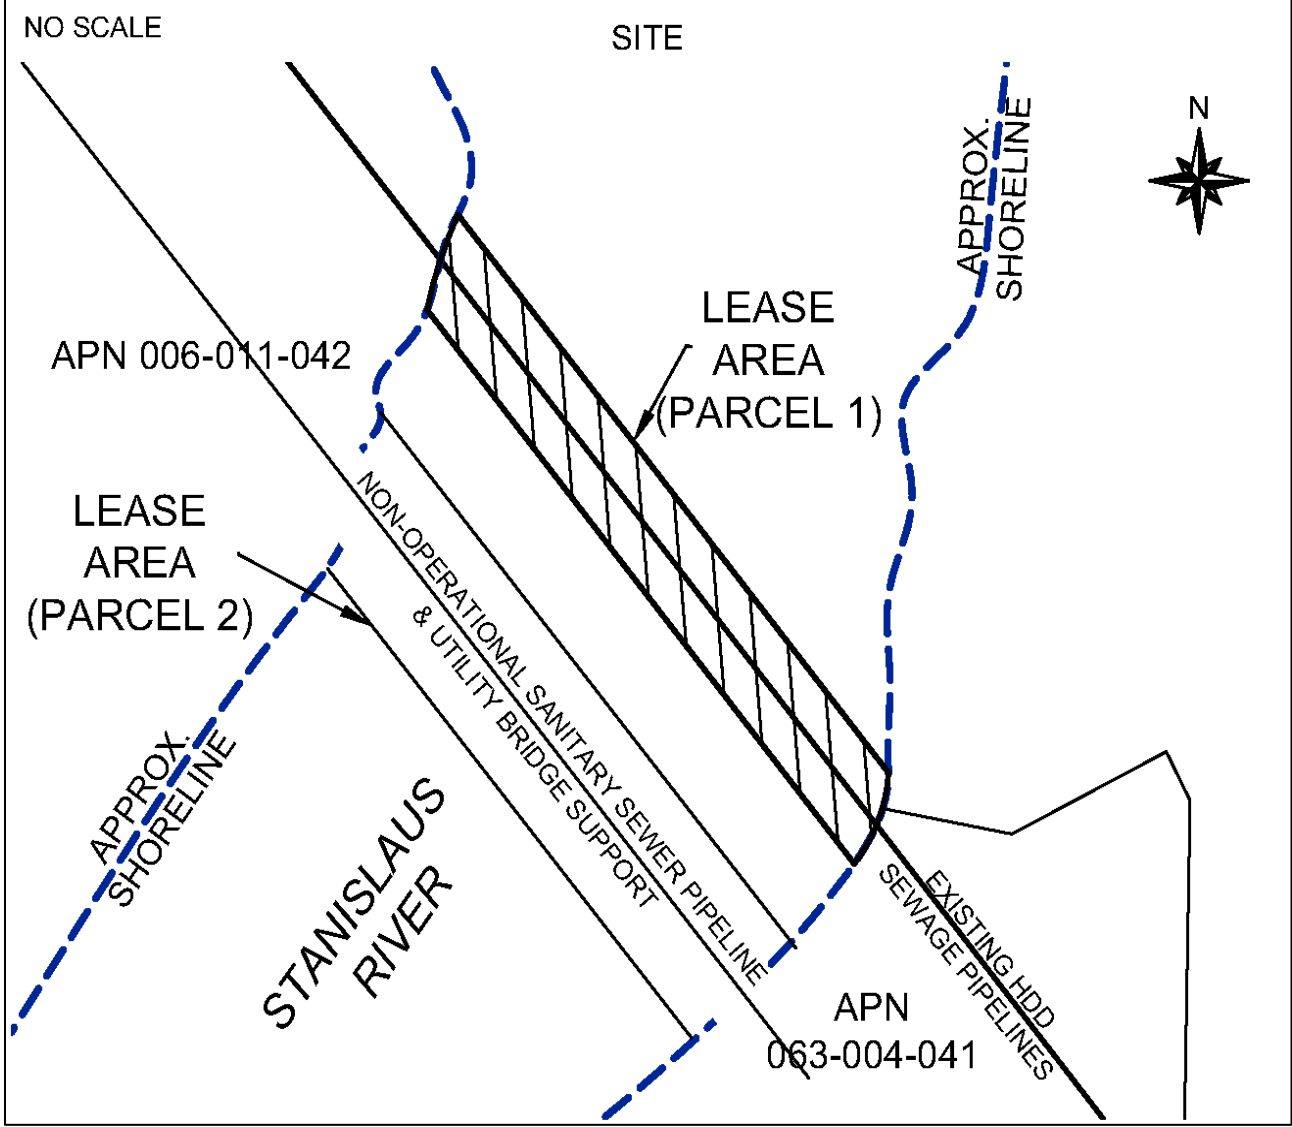 NO SCALE
SITE
N
APPROX.
SHORELINE
LEASE
AREA
(PARCEL 1)
APN 006-011-042
LEASE
AREA
(PARCEL 2)
NON-OPERATIONAL SANITARY SEWER PIPELINE
& UTILITY BRIDGE SUPPORT
APPROX.
SHORELINE
STANISLAUS
RIVER
EXISTING HDD
SEWAGE PIPELINES
APN
063-004-041